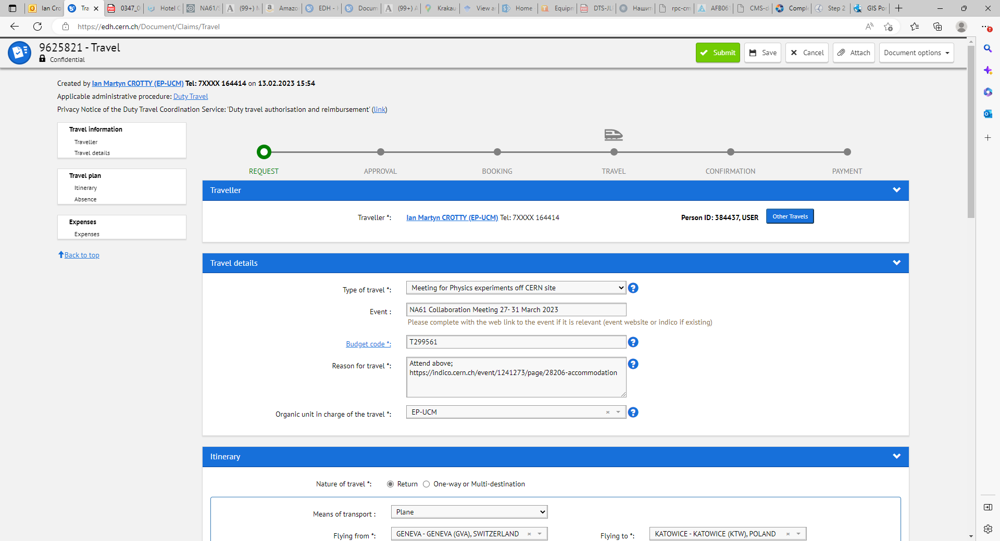 Ian Cro
Tra
0347_0
Hotel C
NA61/S
(99+) M
Amazo
EDH -
Docum
(99+) A
Krakau
View a
Home
Equipm
DTS-JL
Нашит
rpc-cm
AFB06
CMS-d
Comple
Step 2
GIS Po
https://edh.cern.ch/Document/Claims/Travel
9625821 - Travel
Confidential
Submit
Save
Cancel
Attach
Document options
Created by Ian Martyn CROTTY (EP-UCM) Tel: 7XXXX 164414 on 13.02.2023 15:54
Applicable administrative procedure: Duty Travel
Privacy Notice of the Duty Travel Coordination Service: 'Duty travel authorisation and reimbursement' (link)
Travel information
Traveller
Travel details
Travel plan
Itinerary
Absence
Expenses
Expenses
Back to top
REQUEST
APPROVAL
BOOKING
TRAVEL
CONFIRMATION
PAYMENT
Traveller
Traveller *: Ian Martyn CROTTY (EP-UCM) Tel: 7XXXX 164414 Person ID: 384437, USER Other Travels
Travel details
Type of travel *: Meeting for Physics experiments off CERN site
Event : NA61 Collaboration Meeting 27- 31 March 2023
Please complete with the web link to the event if it is relevant (event website or indico if existing)
Budget code *: T299561
Reason for travel *: Attend above;
https://indico.cern.ch/event/1241273/page/28206-accommodation
Organic unit in charge of the travel *: EP-UCM
Itinerary
Nature of travel *: Return One-way or Multi-destination
Means of transport : Plane
Flying from *: GENEVA - GENEVA (GVA), SWITZERLAND Flying to *: KATOWICE - KATOWICE (KTW), POLAND